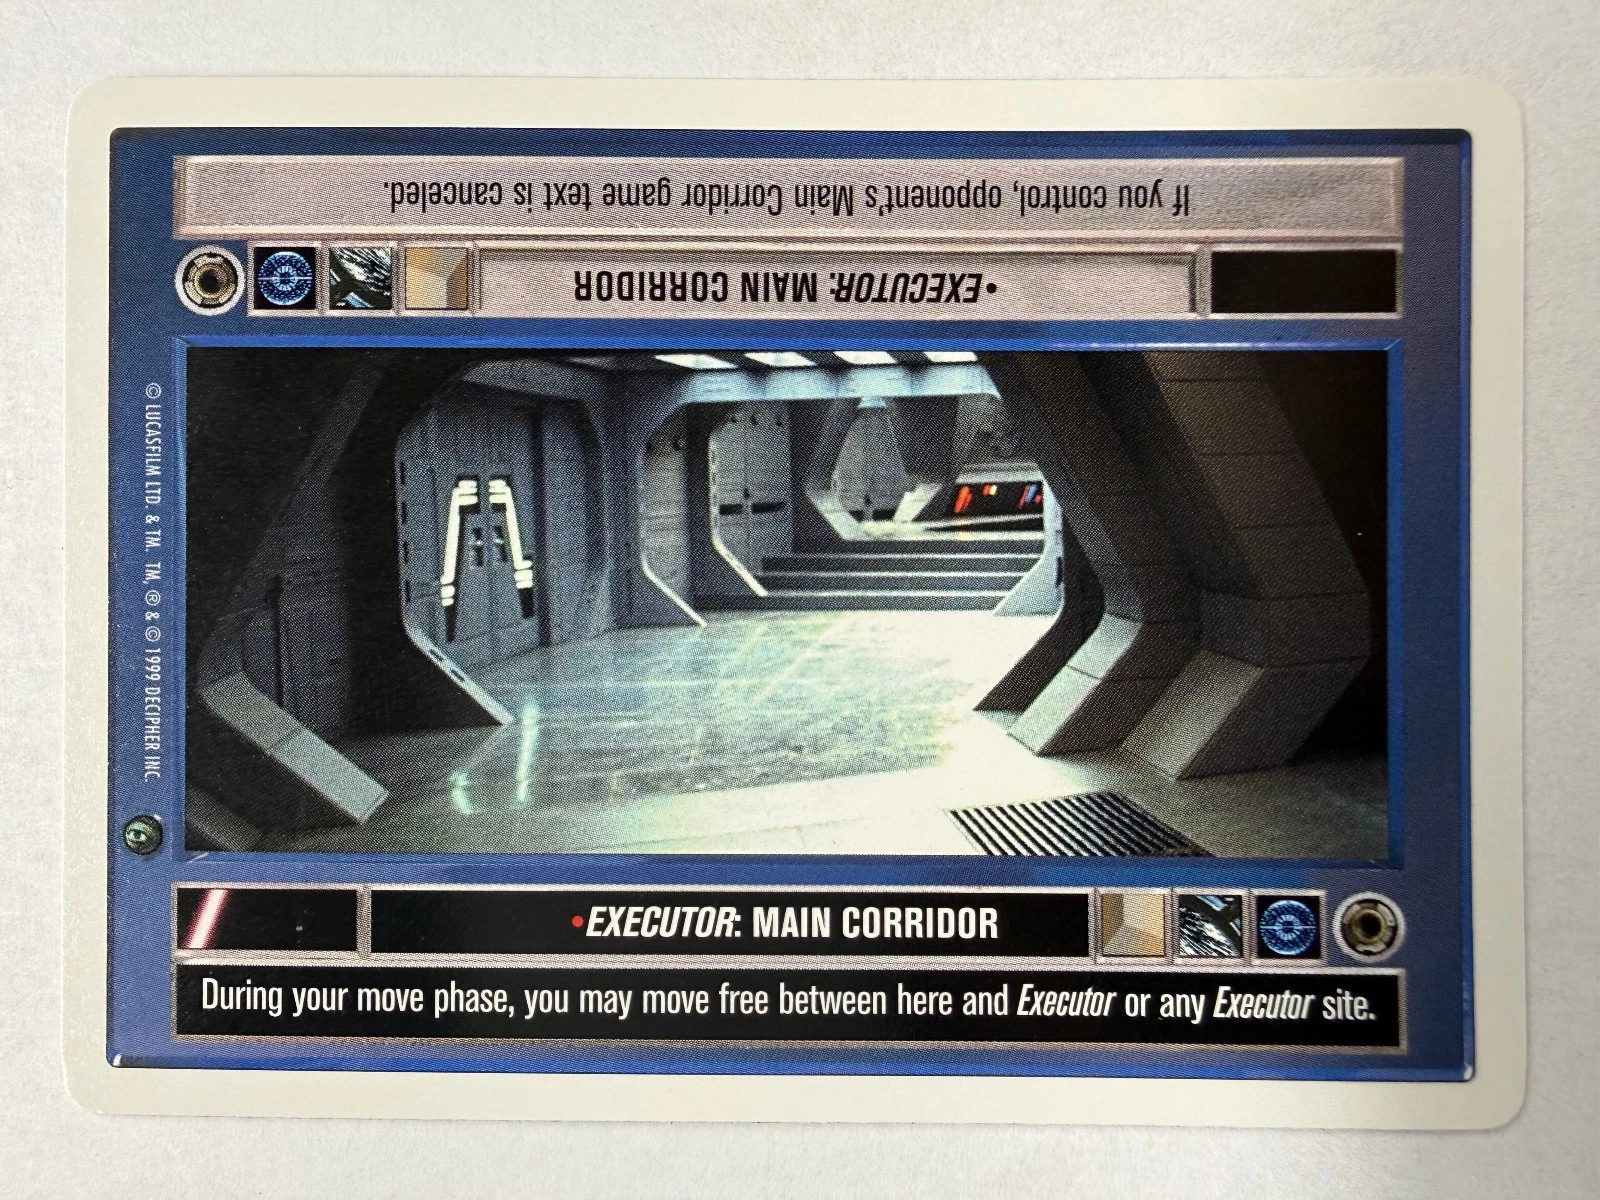 If you control, opponent's Main Corridor game text is canceled.
•EXECUTOR: MAIN CORRIDOR
© LUCASFILM LTD. & TM. TM, ® & © 1999 DECIPHER INC.
•EXECUTOR: MAIN CORRIDOR
During your move phase, you may move free between here and Executor or any Executor site.